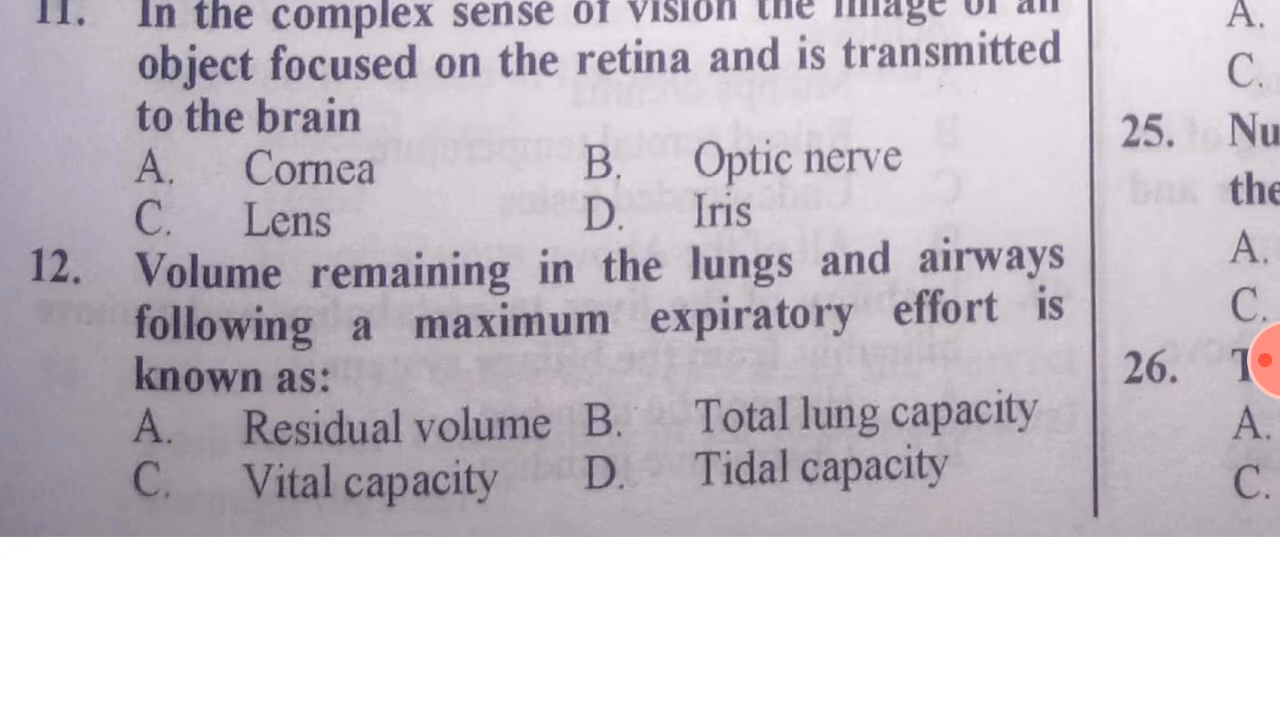 11. In the complex sense of vision the image of an
object focused on the retina and is transmitted
to the brain
A. Cornea B. Optic nerve
C. Lens D. Iris
12. Volume remaining in the lungs and airways
following a maximum expiratory effort is
known as:
A. Residual volume B. Total lung capacity
C. Vital capacity D. Tidal capacity
A.
C.
25. Nu
the
A.
C.
26. T
A.
C.